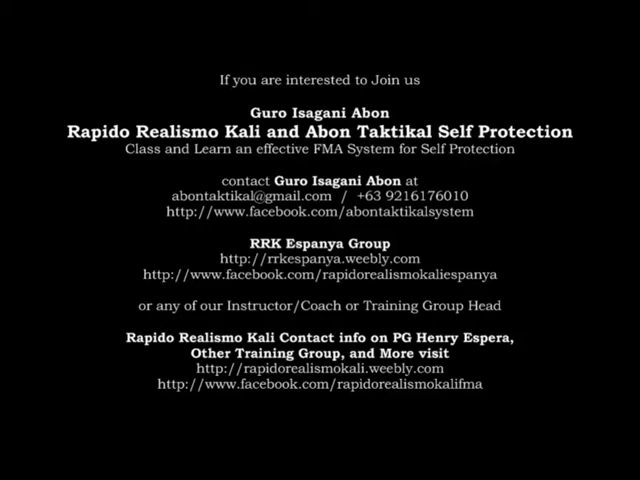 If you are interested to Join us
Guro Isagani Abon
Rapido Realismo Kali and Abon Taktikal Self Protection
Class and Learn an effective FMA System for Self Protection
contact Guro Isagani Abon at
abontaktikal@gmail.com / +63 9216176010
http://www.facebook.com/abontaktikalsystem
RRK Espanya Group
http://rrkespanya.weebly.com
http://www.facebook.com/rapidorealismokaliespanya
or any of our Instructor/Coach or Training Group Head
Rapido Realismo Kali Contact info on PG Henry Espera,
Other Training Group, and More visit
http://rapidorealismokali.weebly.com
http://www.facebook.com/rapidorealismokalifma